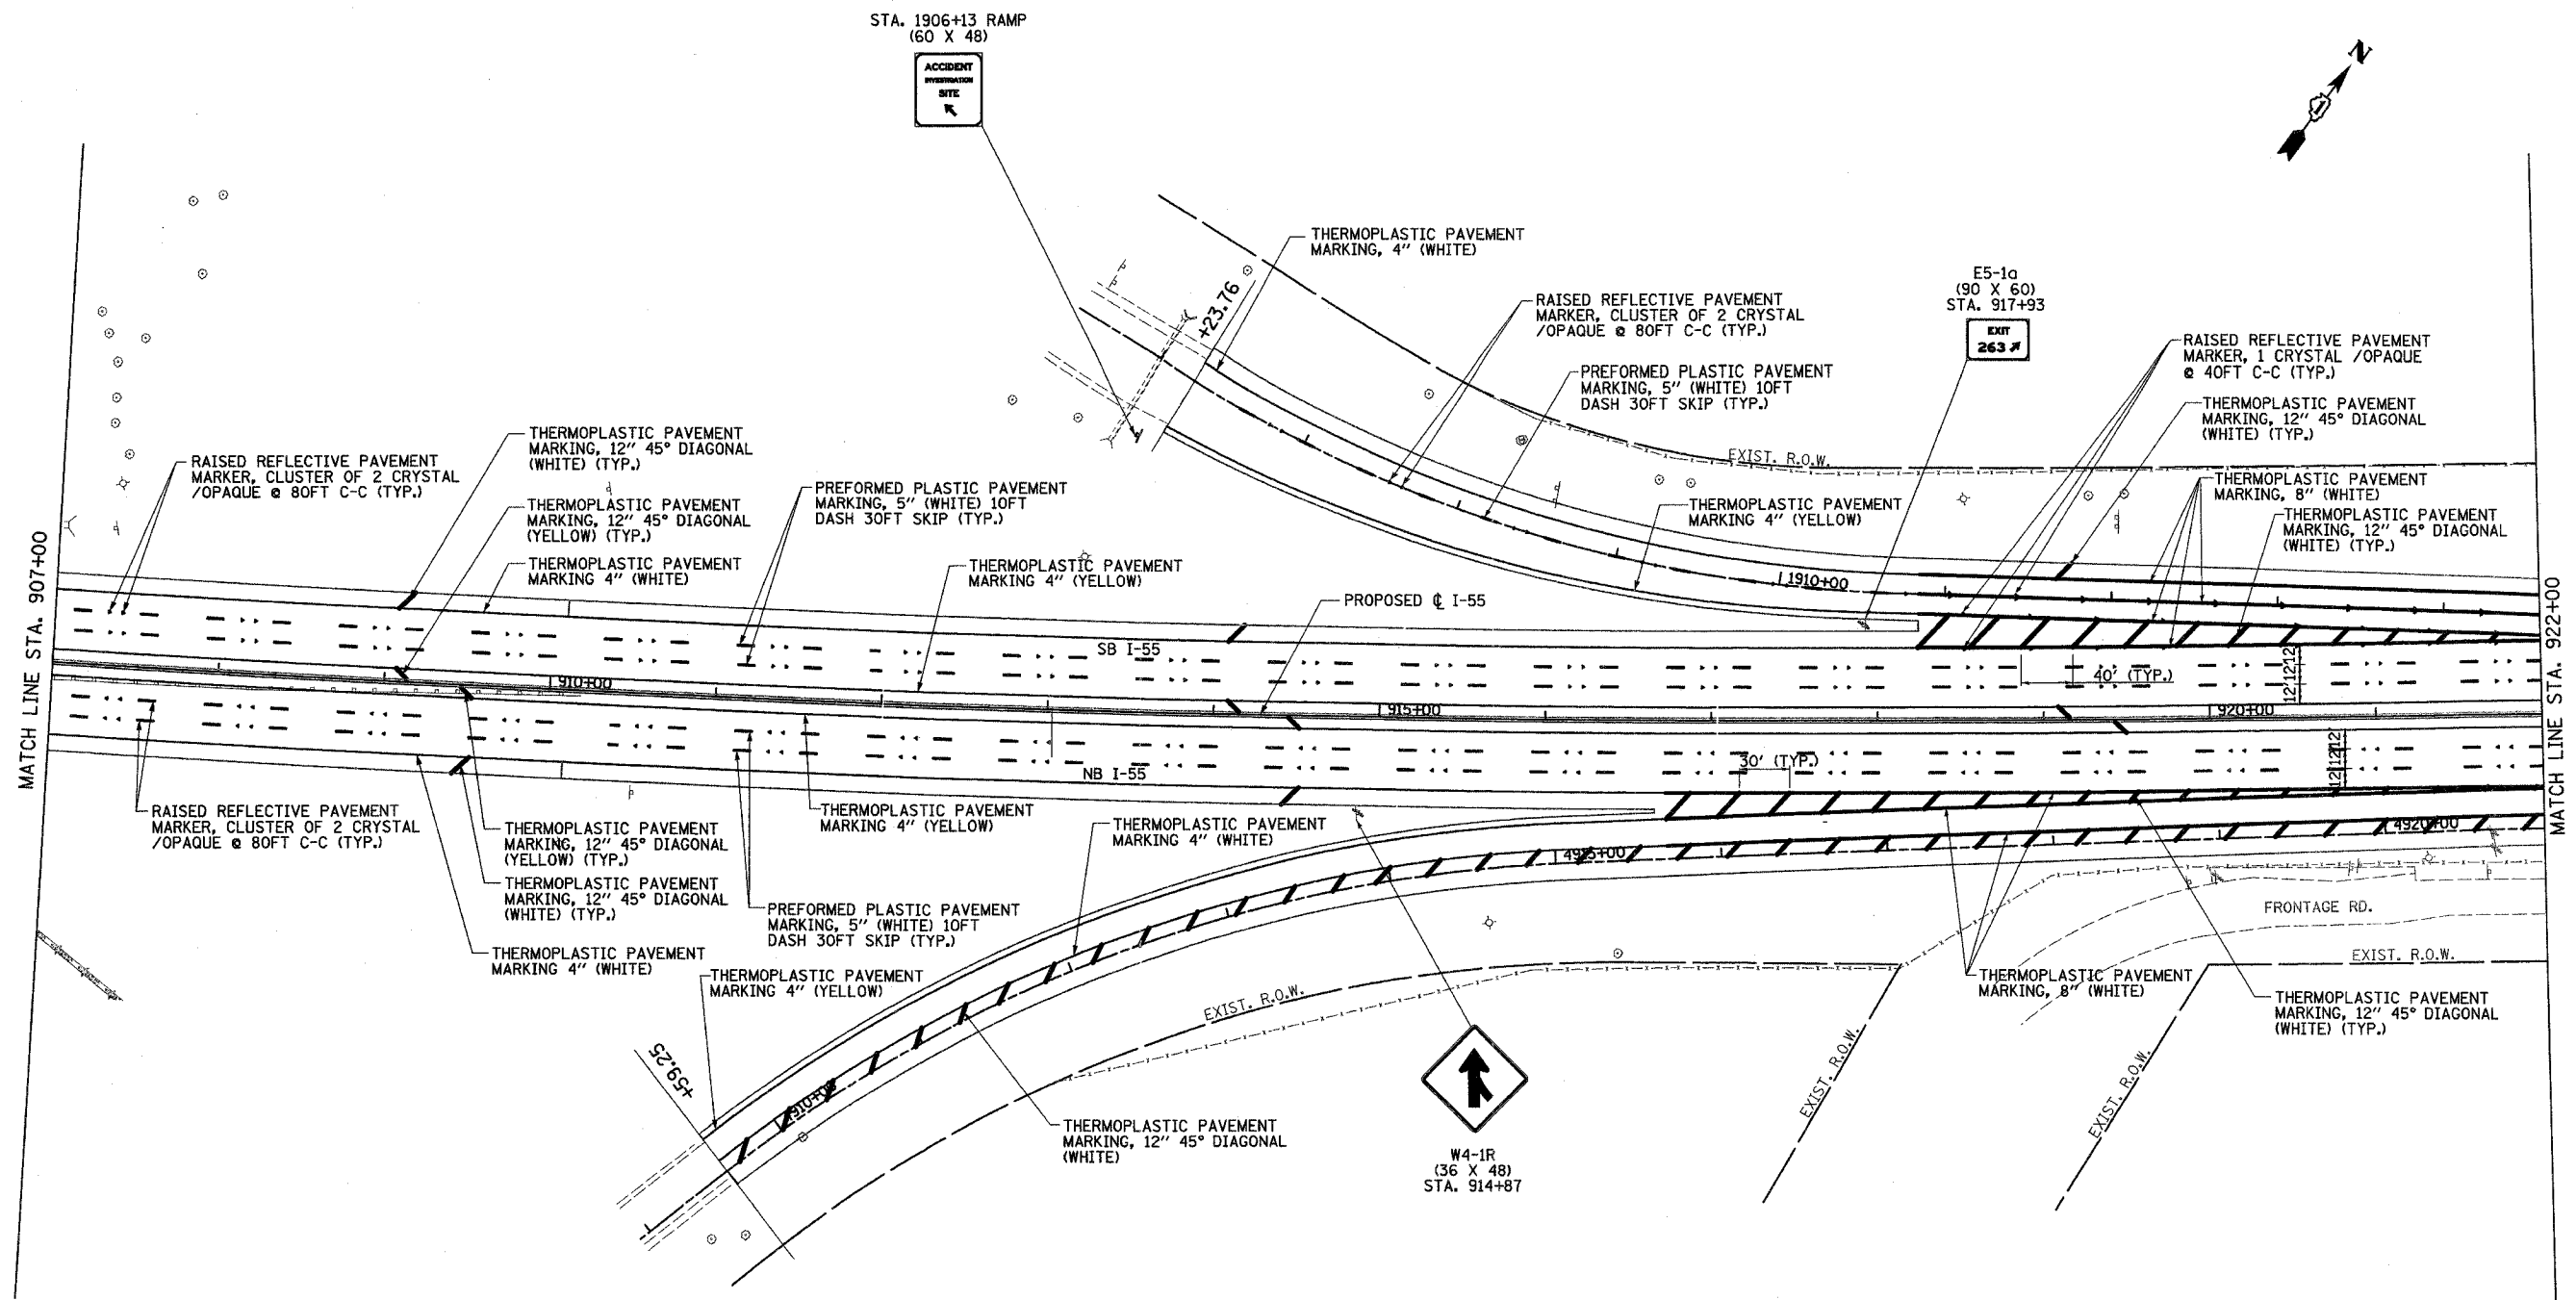 STA. 1906+13 RAMP
(60 X 48)
ACCIDENT
INVESTIGATION
SITE
N
THERMOPLASTIC PAVEMENT
MARKING, 4" (WHITE)
+23.76
RAISED REFLECTIVE PAVEMENT
MARKER, CLUSTER OF 2 CRYSTAL
/OPAQUE @ 80FT C-C (TYP.)
E5-1a
(90 X 60)
STA. 917+93
EXIT
263
RAISED REFLECTIVE PAVEMENT
MARKER, 1 CRYSTAL /OPAQUE
@ 40FT C-C (TYP.)
PREFORMED PLASTIC PAVEMENT
MARKING, 5" (WHITE) 10FT
DASH 30FT SKIP (TYP.)
THERMOPLASTIC PAVEMENT
MARKING, 12" 45° DIAGONAL
(WHITE) (TYP.)
THERMOPLASTIC PAVEMENT
MARKING, 12" 45° DIAGONAL
(WHITE) (TYP.)
RAISED REFLECTIVE PAVEMENT
MARKER, CLUSTER OF 2 CRYSTAL
/OPAQUE @ 80FT C-C (TYP.)
EXIST. R.O.W.
THERMOPLASTIC PAVEMENT
MARKING, 8" (WHITE)
PREFORMED PLASTIC PAVEMENT
MARKING, 5" (WHITE) 10FT
DASH 30FT SKIP (TYP.)
THERMOPLASTIC PAVEMENT
MARKING, 12" 45° DIAGONAL
(YELLOW) (TYP.)
THERMOPLASTIC PAVEMENT
MARKING 4" (YELLOW)
THERMOPLASTIC PAVEMENT
MARKING, 12" 45° DIAGONAL
(WHITE) (TYP.)
THERMOPLASTIC PAVEMENT
MARKING 4" (WHITE)
THERMOPLASTIC PAVEMENT
MARKING 4" (YELLOW)
1910+00
PROPOSED ℄ I-55
MATCH LINE STA. 907+00
MATCH LINE STA. 922+00
SB I-55
12' 12' 12'
40' (TYP.)
910+00
915+00
920+00
12' 12' 12'
30' (TYP.)
NB I-55
RAISED REFLECTIVE PAVEMENT
MARKER, CLUSTER OF 2 CRYSTAL
/OPAQUE @ 80FT C-C (TYP.)
THERMOPLASTIC PAVEMENT
MARKING 4" (YELLOW)
THERMOPLASTIC PAVEMENT
MARKING, 12" 45° DIAGONAL
(YELLOW) (TYP.)
THERMOPLASTIC PAVEMENT
MARKING 4" (WHITE)
4915+00
4920+00
THERMOPLASTIC PAVEMENT
MARKING, 12" 45° DIAGONAL
(WHITE) (TYP.)
PREFORMED PLASTIC PAVEMENT
MARKING, 5" (WHITE) 10FT
DASH 30FT SKIP (TYP.)
FRONTAGE RD.
THERMOPLASTIC PAVEMENT
MARKING 4" (WHITE)
EXIST. R.O.W.
THERMOPLASTIC PAVEMENT
MARKING 4" (YELLOW)
THERMOPLASTIC PAVEMENT
MARKING, 8" (WHITE)
EXIST. R.O.W.
THERMOPLASTIC PAVEMENT
MARKING, 12" 45° DIAGONAL
(WHITE) (TYP.)
+59.25
EXIST. R.O.W.
EXIST. R.O.W.
THERMOPLASTIC PAVEMENT
MARKING, 12" 45° DIAGONAL
(WHITE)
W4-1R
(36 X 48)
STA. 914+87